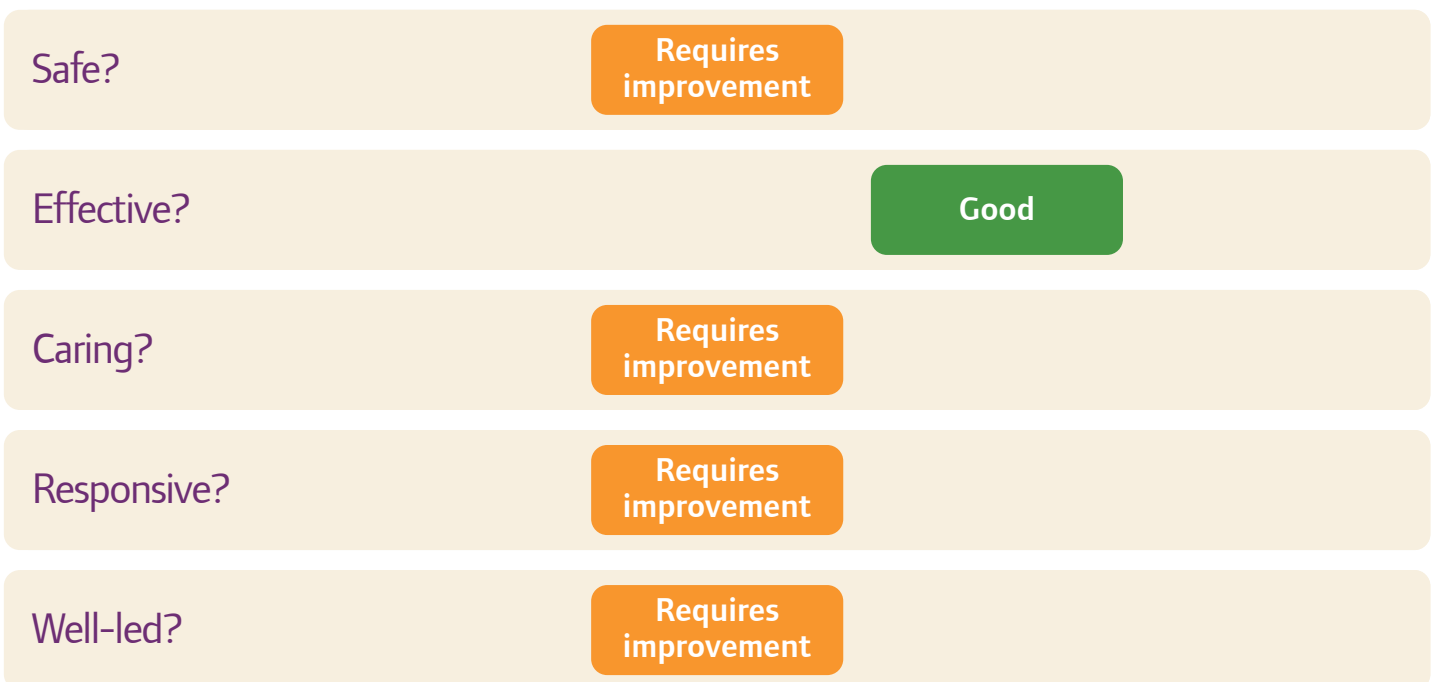 Safe?
Requires
improvement
Effective?
Good
Caring?
Requires
improvement
Responsive?
Requires
improvement
Well-led?
Requires
improvement